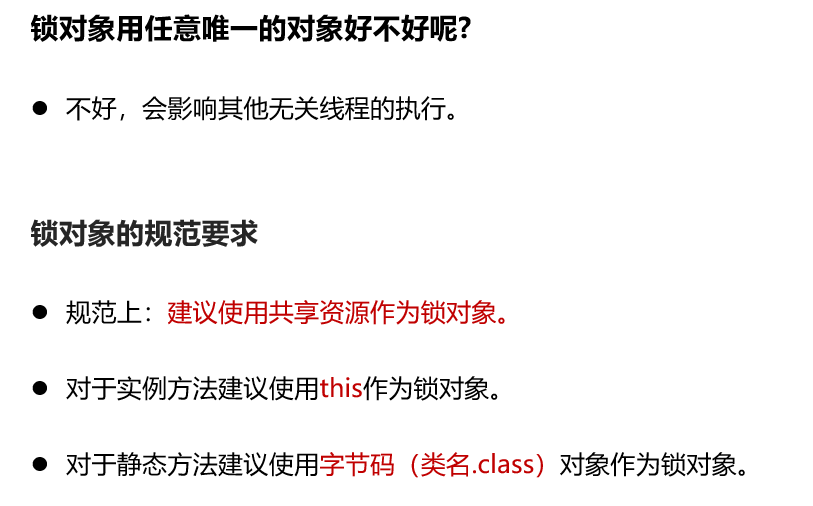 锁对象用任意唯一的对象好不好呢?
● 不好，会影响其他无关线程的执行。
锁对象的规范要求
● 规范上：建议使用共享资源作为锁对象。
● 对于实例方法建议使用this作为锁对象。
● 对于静态方法建议使用字节码（类名.class）对象作为锁对象。